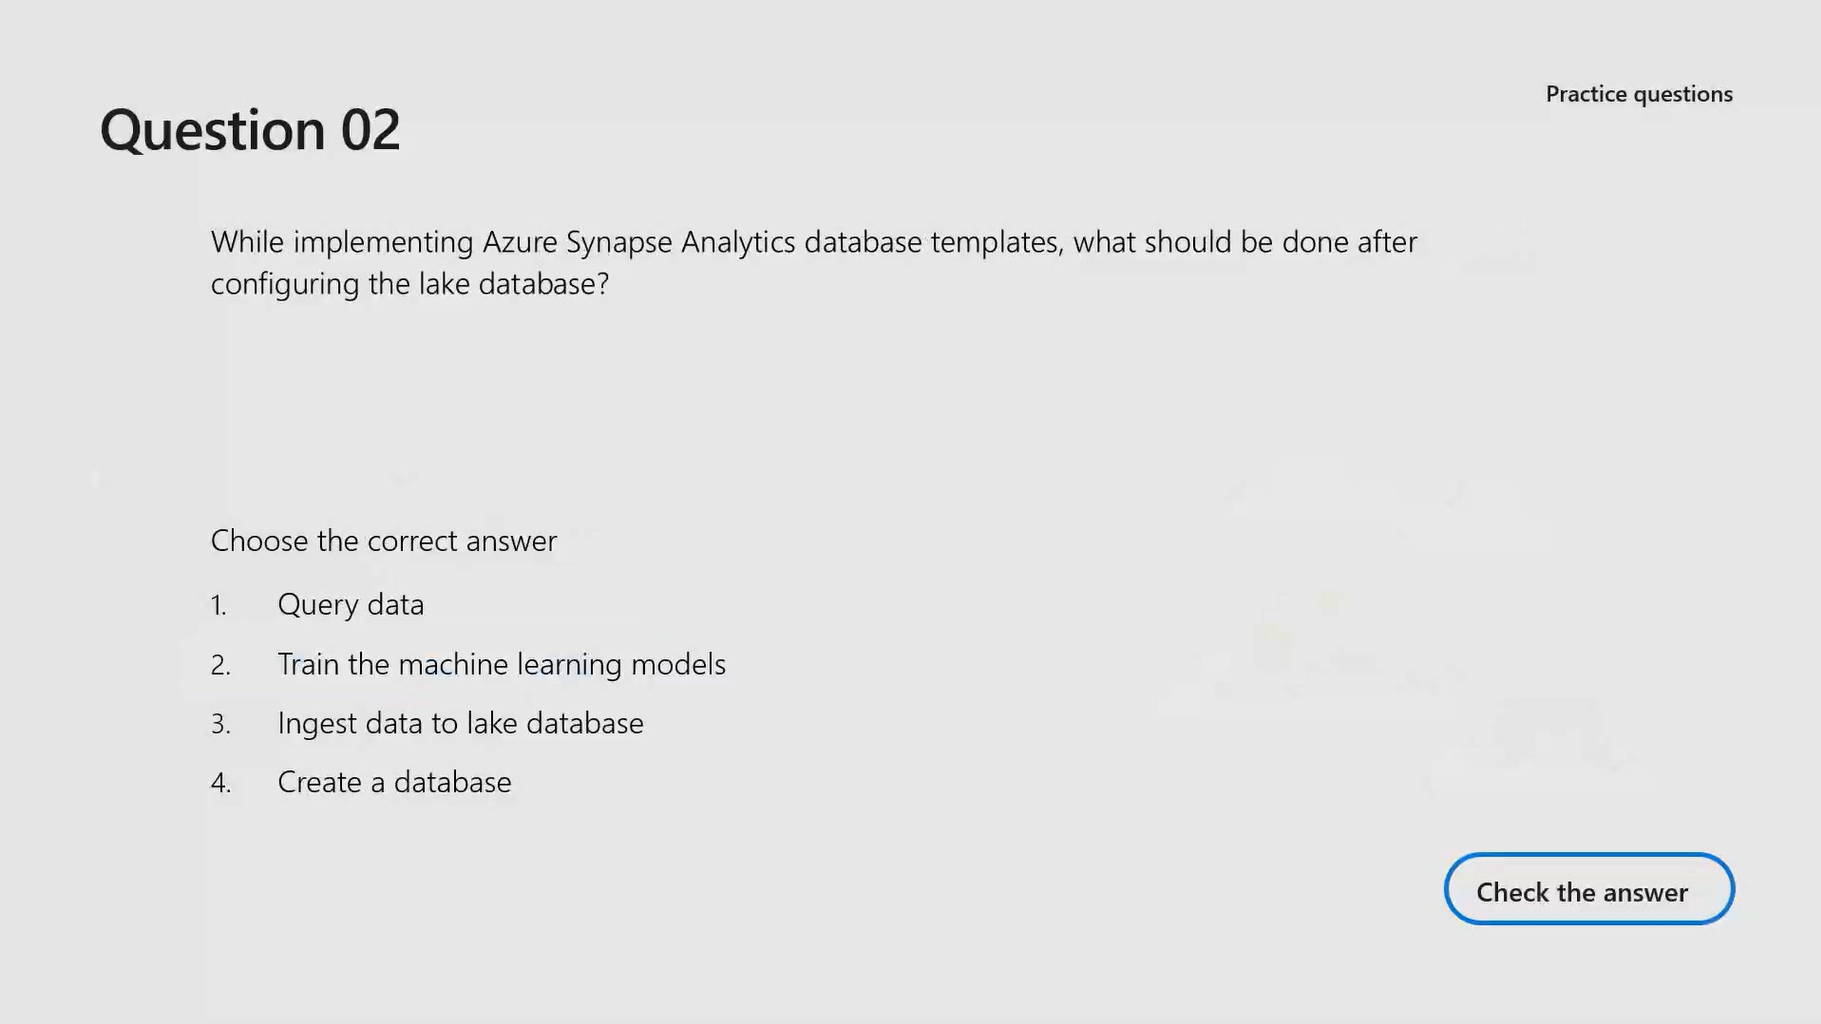 Practice questions
Question 02
While implementing Azure Synapse Analytics database templates, what should be done after
configuring the lake database?
Choose the correct answer
1. Query data
2. Train the machine learning models
3. Ingest data to lake database
4. Create a database
Check the answer